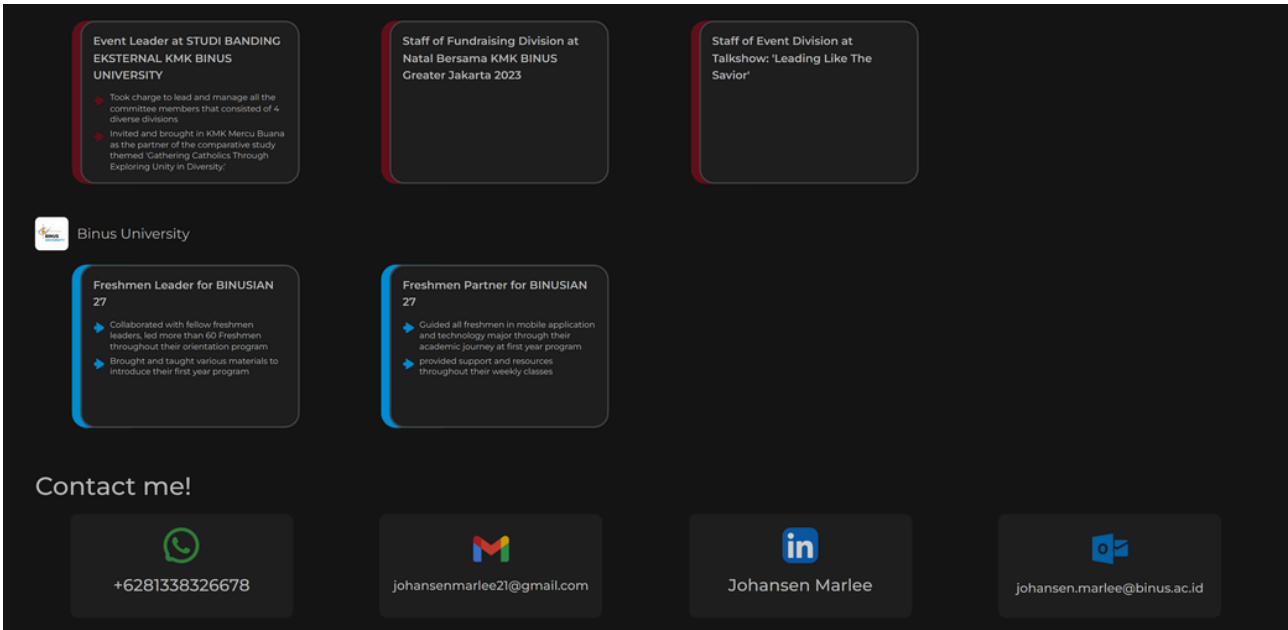 Event Leader at STUDI BANDING
EKSTERNAL KMK BINUS
UNIVERSITY
Took charge to lead and manage all the
committee members that consisted of 4
diverse divisions
Invited and brought in KMK Mercu Buana
as the partner of the comparative study
themed 'Gathering Catholics Through
Exploring Unity in Diversity.'
Staff of Fundraising Division at
Natal Bersama KMK BINUS
Greater Jakarta 2023
Staff of Event Division at
Talkshow: 'Leading Like The
Savior'
BINUS
UNIVERSITY
Binus University
Freshmen Leader for BINUSIAN
27
Collaborated with fellow freshmen
leaders, led more than 60 Freshmen
throughout their orientation program
Brought and taught various materials to
introduce their first year program
Freshmen Partner for BINUSIAN
27
Guided all freshmen in mobile application
and technology major through their
academic journey at first year program
provided support and resources
throughout their weekly classes
Contact me!
+6281338326678
johansenmarlee21@gmail.com
in
Johansen Marlee
johansen.marlee@binus.ac.id